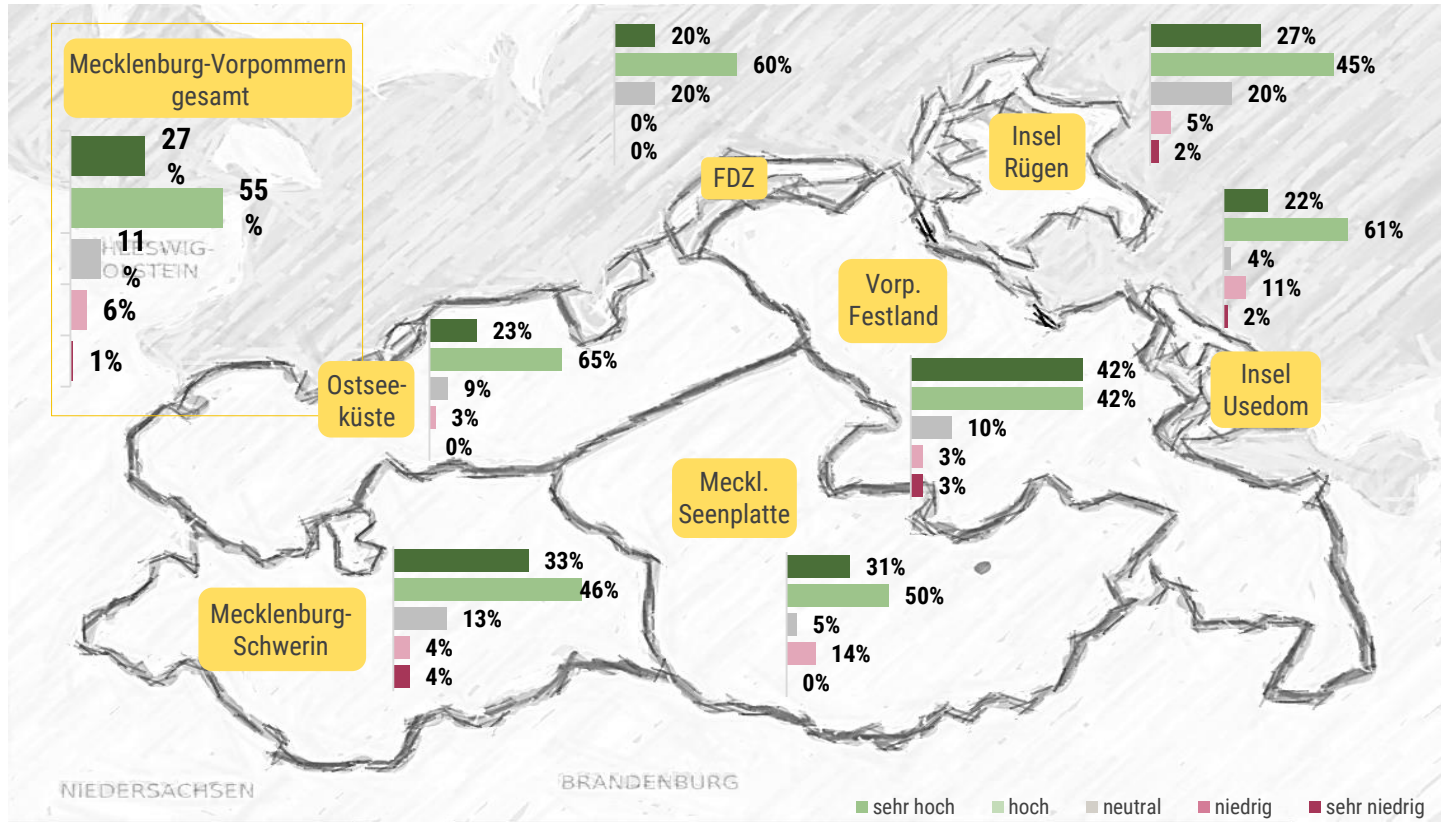 Mecklenburg-Vorpommern
gesamt
27
%
55
%
11
%
6%
1%
20%
60%
20%
0%
0%
27%
45%
20%
5%
2%
Insel
Rügen
FDZ
22%
61%
4%
11%
2%
Vorp.
Festland
23%
65%
9%
3%
0%
Ostsee-
küste
42%
42%
10%
3%
3%
Insel
Usedom
Meckl.
Seenplatte
33%
46%
13%
4%
4%
Mecklenburg-
Schwerin
31%
50%
5%
14%
0%
NIEDERSACHSEN
BRANDENBURG
sehr hoch hoch neutral niedrig sehr niedrig